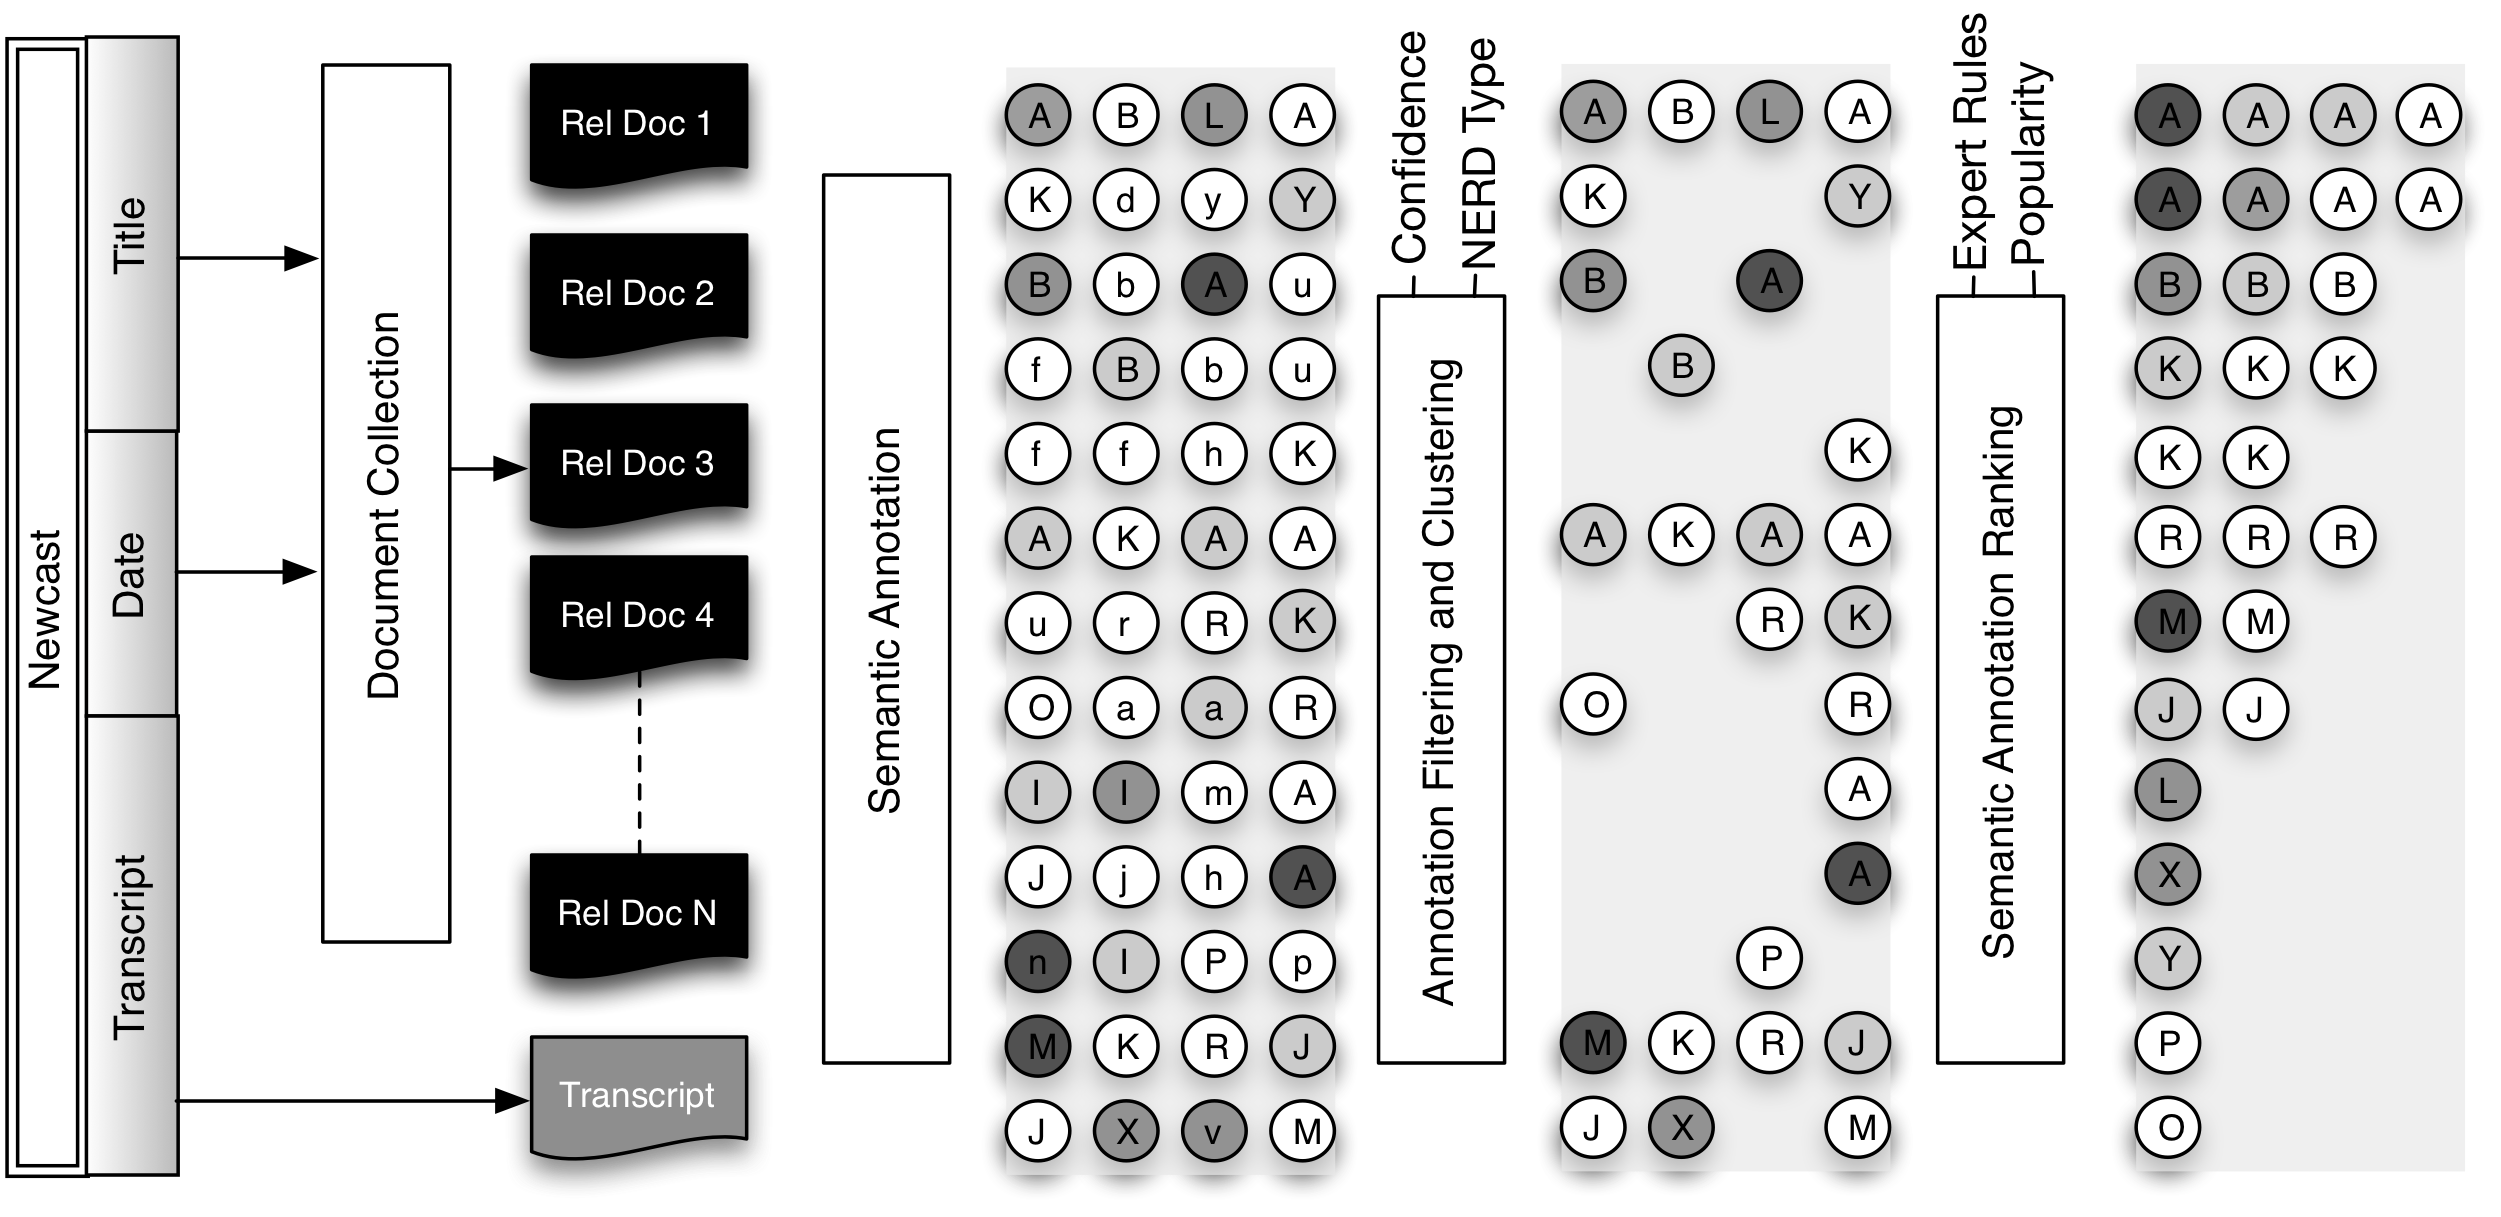 Newcast
Title
Date
Transcript
Document Collection
Rel Doc 1
Rel Doc 2
Rel Doc 3
Rel Doc 4
Rel Doc N
Transcript
Semantic Annotation
A B L A
K d y Y
B b A u
f B b u
f f h K
A K A A
u r R K
O a a R
I I m A
J j h A
n I P p
M K R J
J X v M
Confidence
NERD Type
Annotation Filtering and Clustering
A B L A
K Y
B A
B
K
A K A A
R K
O R
A
A
P
M K R J
J X M
Expert Rules
Popularity
Semantic Annotation Ranking
A A A A
A A A A
B B B
K K K
K K
R R R
M M
J J
L
X
Y
P
O